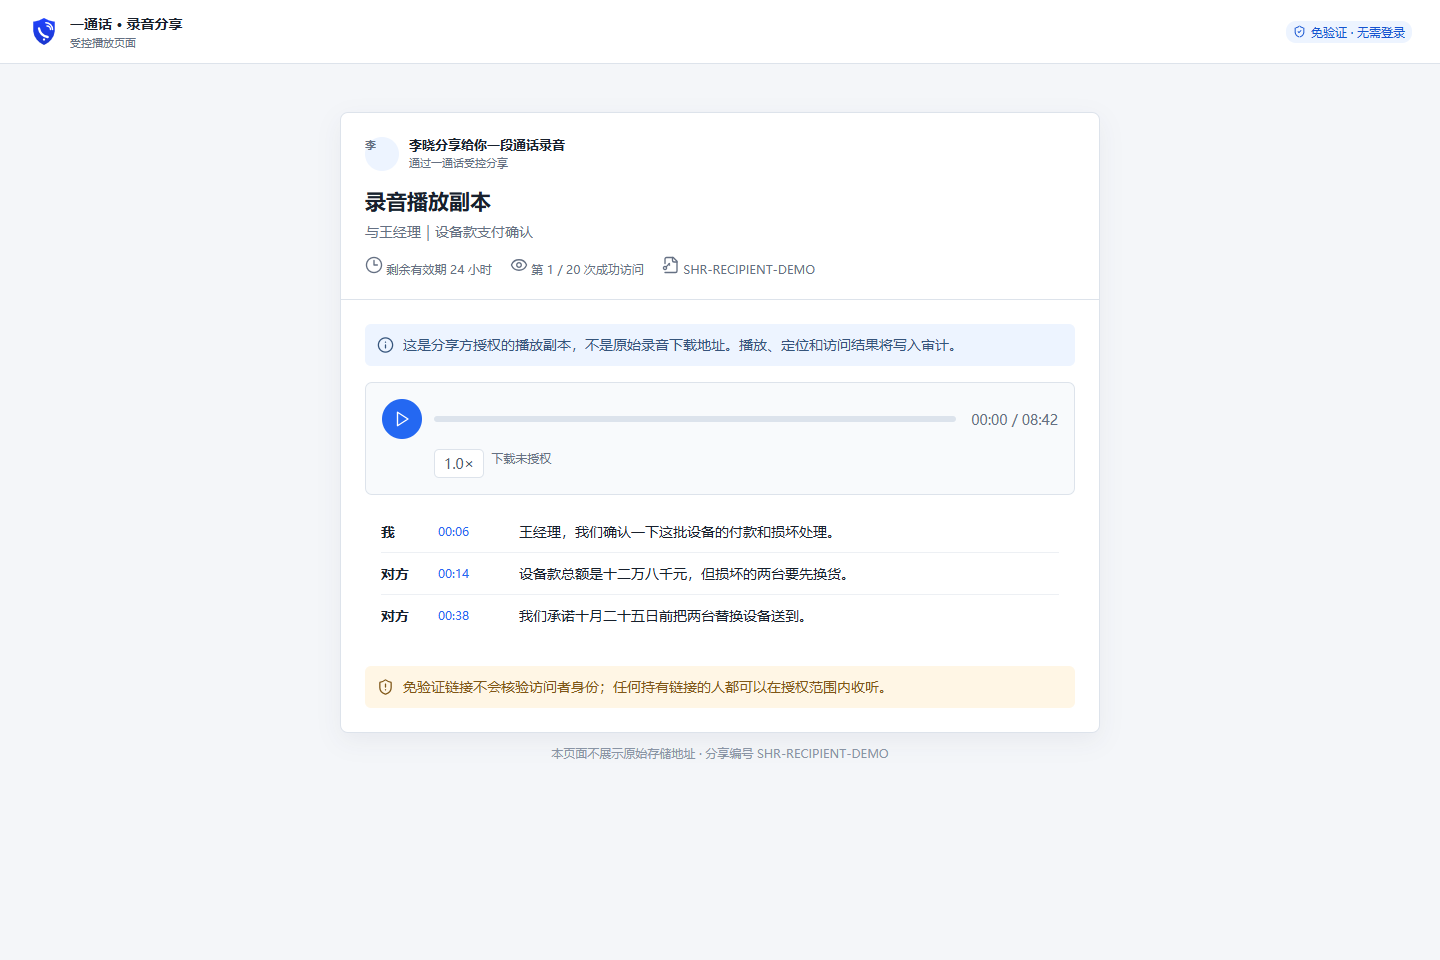 一通话 • 录音分享
受控播放页面
免验证 · 无需登录
李
李晓分享给你一段通话录音
通过一通话受控分享
录音播放副本
与王经理｜设备款支付确认
剩余有效期 24 小时 第 1 / 20 次成功访问 SHR-RECIPIENT-DEMO
这是分享方授权的播放副本，不是原始录音下载地址。播放、定位和访问结果将写入审计。
00:00 / 08:42
1.0× 下载未授权
我 00:06 王经理，我们确认一下这批设备的付款和损坏处理。
对方 00:14 设备款总额是十二万八千元，但损坏的两台要先换货。
对方 00:38 我们承诺十月二十五日前把两台替换设备送到。
免验证链接不会核验访问者身份；任何持有链接的人都可以在授权范围内收听。
本页面不展示原始存储地址 · 分享编号 SHR-RECIPIENT-DEMO